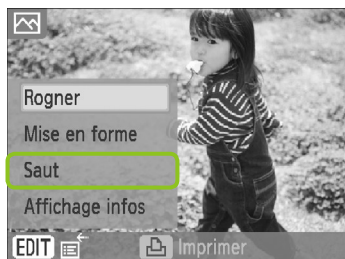 Rogner
Mise en forme
Saut
Affichage infos
EDIT Imprimer